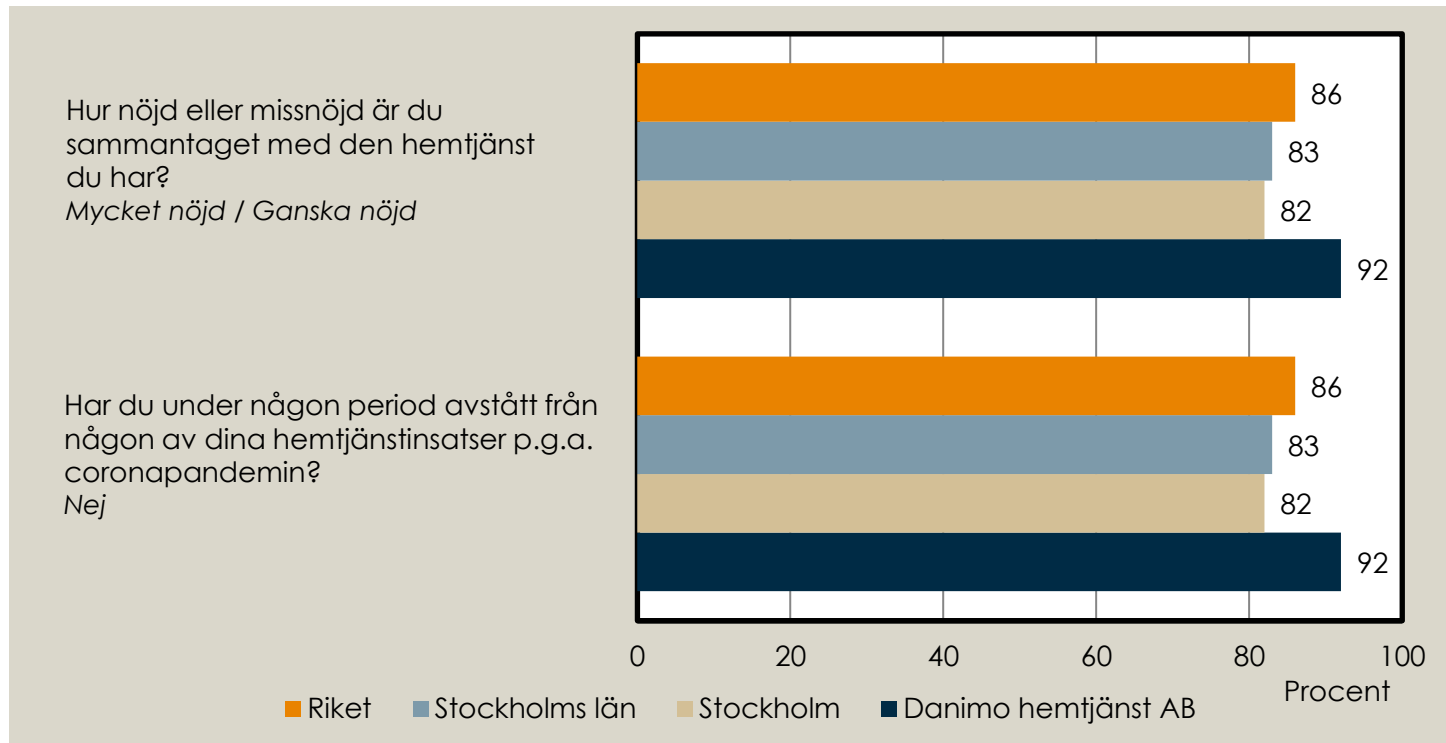 Hur nöjd eller missnöjd är du
sammantaget med den hemtjänst
du har?
Mycket nöjd / Ganska nöjd
86
83
82
92
Har du under någon period avstått från
någon av dina hemtjänstinsatser p.g.a.
coronapandemin?
Nej
86
83
82
92
0 20 40 60 80 100
Procent
Riket Stockholms län Stockholm Danimo hemtjänst AB